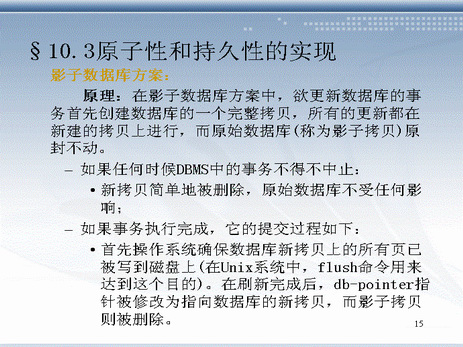 §10.3原子性和持久性的实现
影子数据库方案：
原理：在影子数据库方案中，欲更新数据库的事
务首先创建数据库的一个完整拷贝，所有的更新都在
新建的拷贝上进行，而原始数据库(称为影子拷贝)原
封不动。
– 如果任何时候DBMS中的事务不得不中止：
• 新拷贝简单地被删除，原始数据库不受任何影
响；
– 如果事务执行完成，它的提交过程如下：
• 首先操作系统确保数据库新拷贝上的所有页已
被写到磁盘上(在Unix系统中，flush命令用来
达到这个目的)。在刷新完成后，db-pointer指
针被修改为指向数据库的新拷贝，而影子拷贝
则被删除。
15